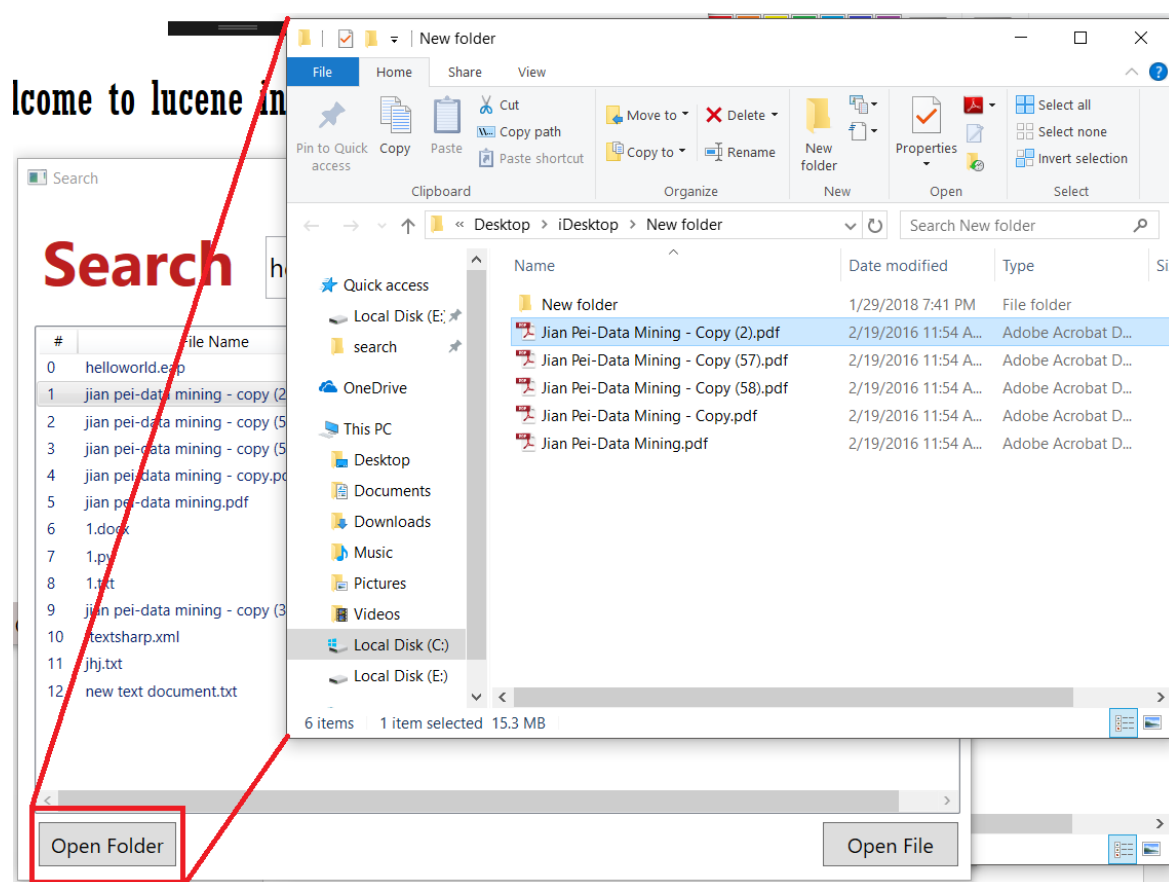 lcome to lucene in
Search
Search
he
# File Name
0 helloworld.eap
1 jian pei-data mining - copy (2
2 jian pei-data mining - copy (5
3 jian pei-data mining - copy (5
4 jian pei-data mining - copy.pd
5 jian pei-data mining.pdf
6 1.docx
7 1.py
8 1.txt
9 jian pei-data mining - copy (3
10 itextsharp.xml
11 jhj.txt
12 new text document.txt
Open Folder
Open File
New folder
File Home Share View
Pin to Quick access
Copy
Paste
Cut
Copy path
Paste shortcut
Clipboard
Move to
Copy to
Delete
Rename
Organize
New folder
New
Properties
Open
Select all
Select none
Invert selection
Select
« Desktop > iDesktop > New folder
Search New folder
Quick access
Local Disk (E:)
search
OneDrive
This PC
Desktop
Documents
Downloads
Music
Pictures
Videos
Local Disk (C:)
Local Disk (E:)
Name Date modified Type Si
New folder 1/29/2018 7:41 PM File folder
Jian Pei-Data Mining - Copy (2).pdf 2/19/2016 11:54 A... Adobe Acrobat D...
Jian Pei-Data Mining - Copy (57).pdf 2/19/2016 11:54 A... Adobe Acrobat D...
Jian Pei-Data Mining - Copy (58).pdf 2/19/2016 11:54 A... Adobe Acrobat D...
Jian Pei-Data Mining - Copy.pdf 2/19/2016 11:54 A... Adobe Acrobat D...
Jian Pei-Data Mining.pdf 2/19/2016 11:54 A... Adobe Acrobat D...
6 items 1 item selected 15.3 MB